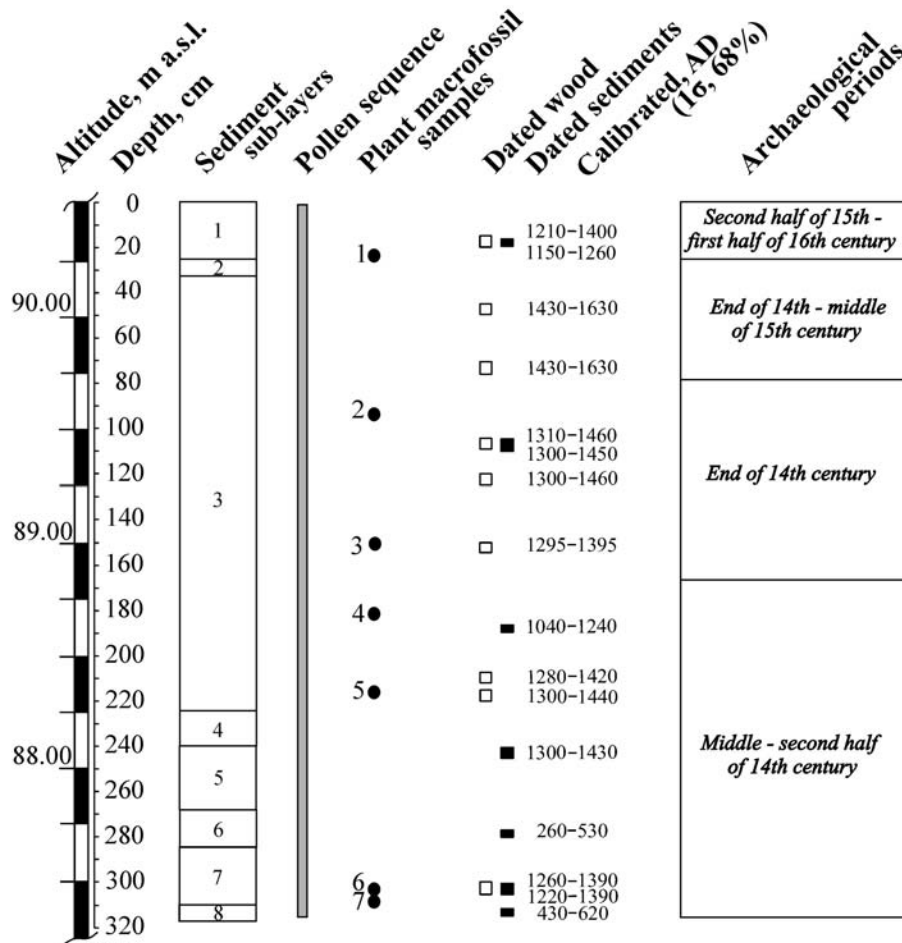 Altitude, m a.s.l.
Depth, cm
Sediment
sub-layers
Pollen sequence
Plant macrofossil
samples
Dated wood
Dated sediments
Calibrated, AD
(1σ, 68%)
Archaeological
periods
90.00
89.00
88.00
0
20
40
60
80
100
120
140
160
180
200
220
240
260
280
300
320
1
2
3
4
5
6
7
8
1
2
3
4
5
6
7
1210–1400
1150–1260
1430–1630
1430–1630
1310–1460
1300–1450
1300–1460
1295–1395
1040–1240
1280–1420
1300–1440
1300–1430
260–530
1260–1390
1220–1390
430–620
Second half of 15th -
first half of 16th century
End of 14th - middle
of 15th century
End of 14th century
Middle - second half
of 14th century